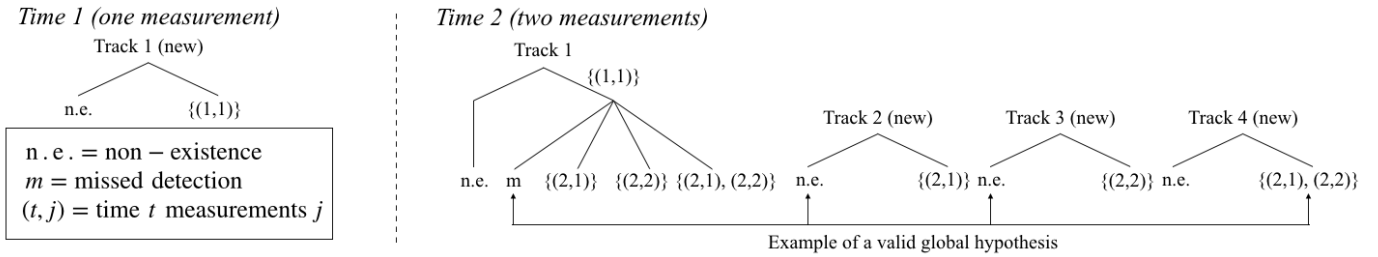 Time 1 (one measurement)
Track 1 (new)
n.e. {(1,1)}
n.e. = non − existence
m = missed detection
(t, j) = time t measurements j
Time 2 (two measurements)
Track 1
{(1,1)}
Track 2 (new) Track 3 (new) Track 4 (new)
n.e. m {(2,1)} {(2,2)} {(2,1), (2,2)} n.e. {(2,1)} n.e. {(2,2)} n.e. {(2,1), (2,2)}
Example of a valid global hypothesis